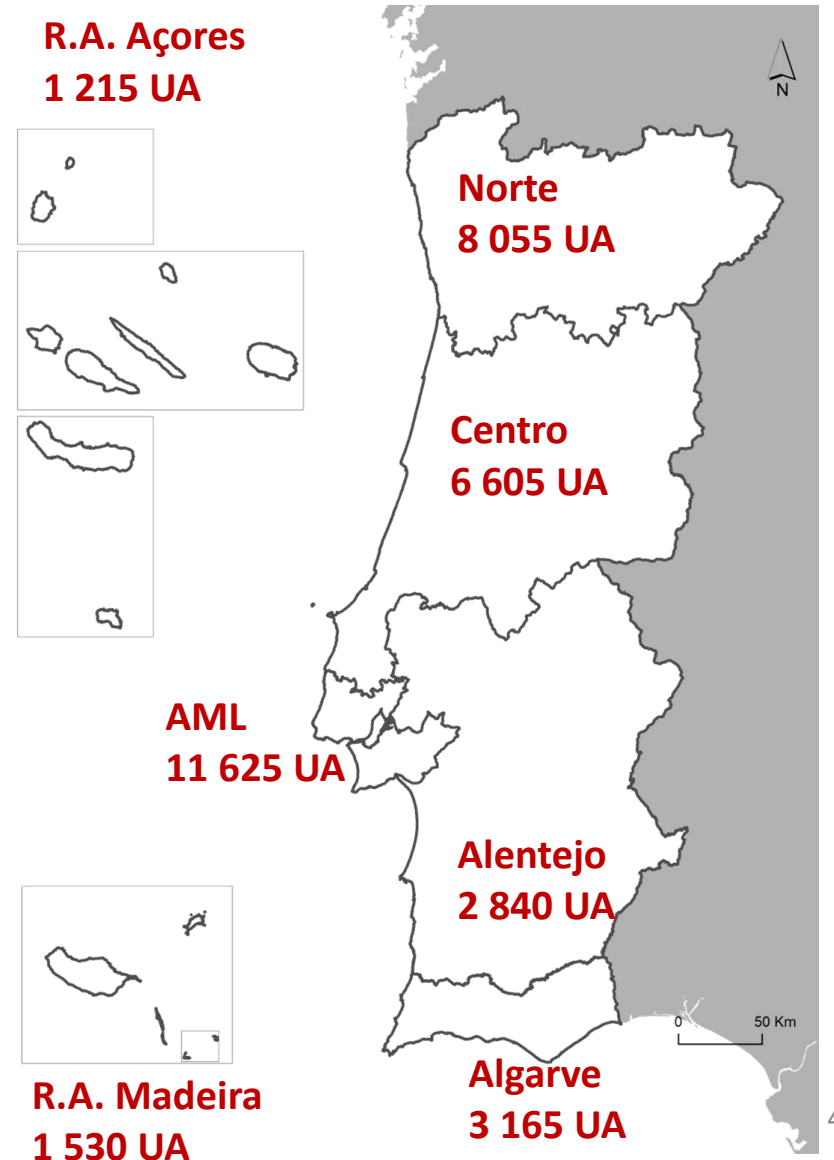 R.A. Açores
1 215 UA
N
Norte
8 055 UA
Centro
6 605 UA
AML
11 625 UA
Alentejo
2 840 UA
0 50 Km
Algarve
3 165 UA
R.A. Madeira
1 530 UA